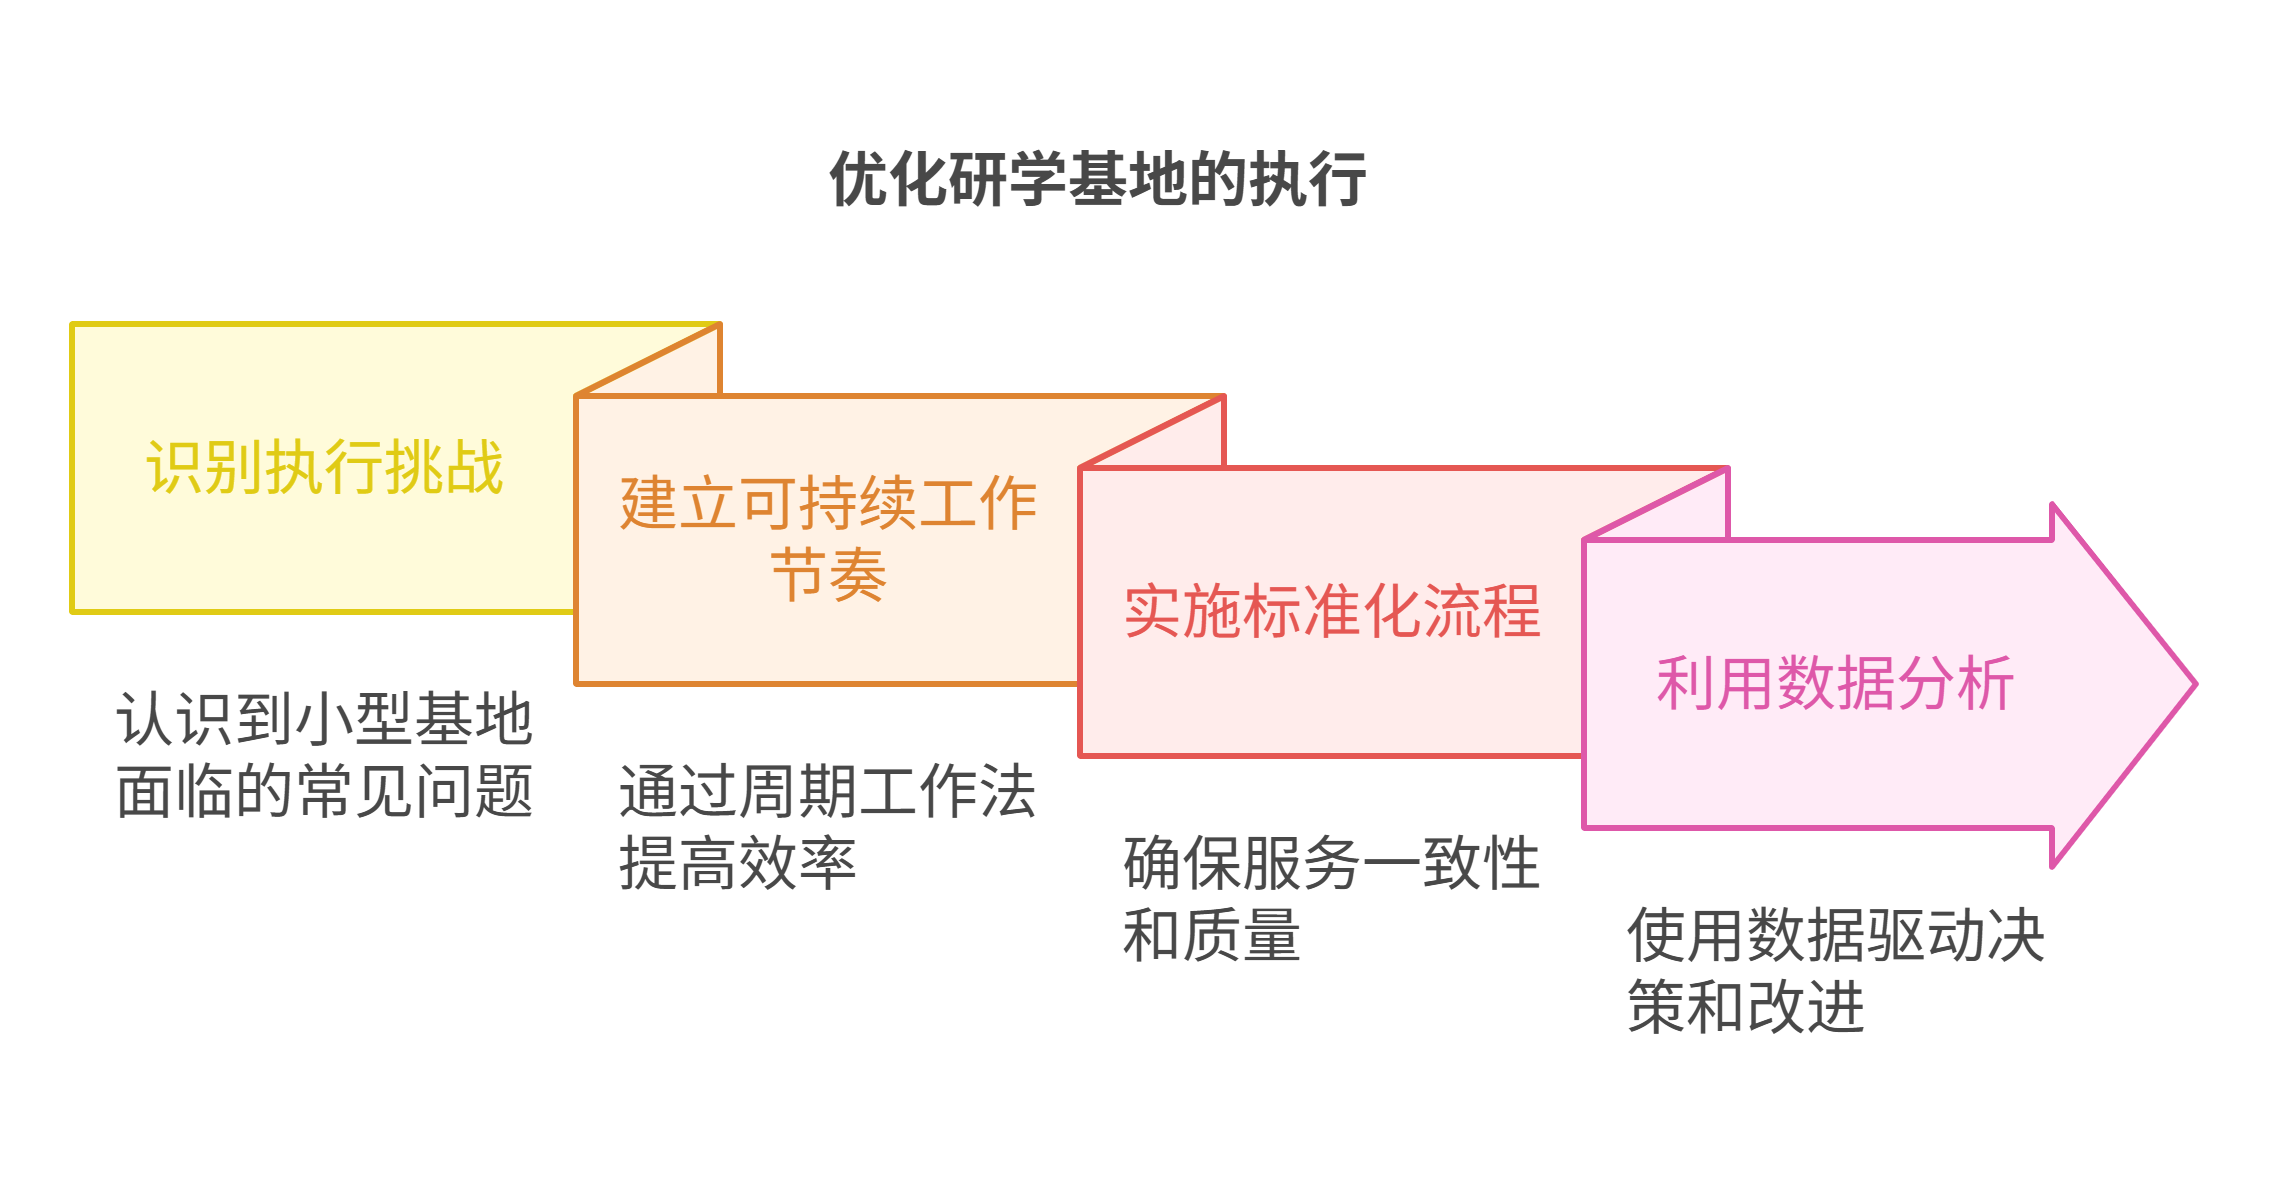 优化研学基地的执行
识别执行挑战
认识到小型基地
面临的常见问题
建立可持续工作
节奏
通过周期工作法
提高效率
实施标准化流程
确保服务一致性
和质量
利用数据分析
使用数据驱动决
策和改进